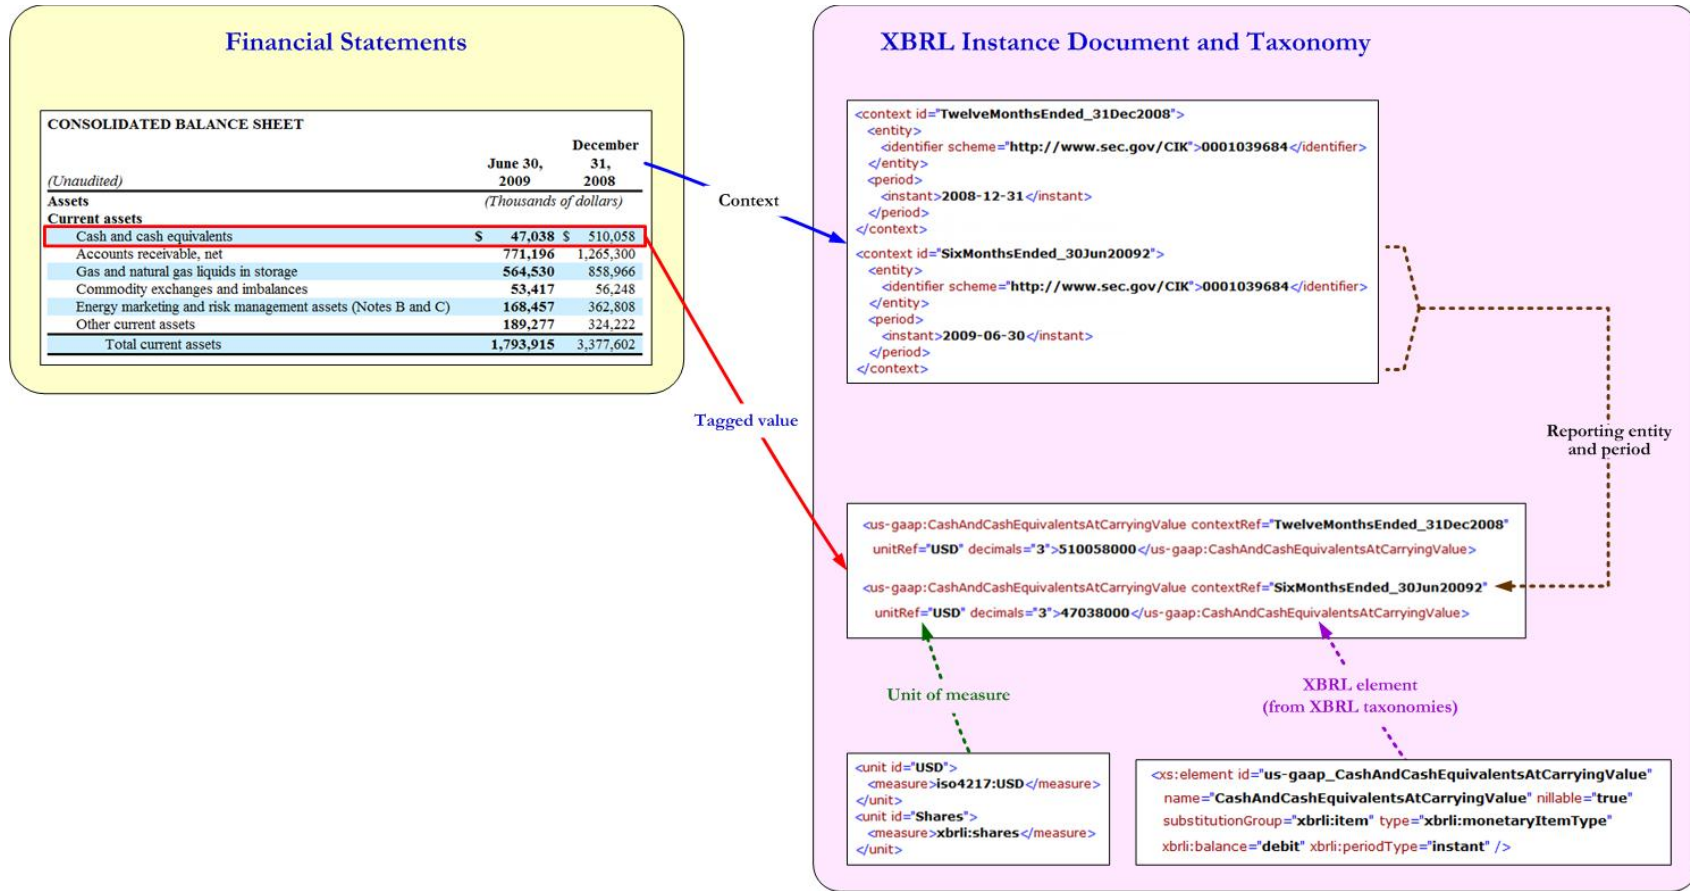 Financial Statements
CONSOLIDATED BALANCE SHEET
December
June 30, 31,
(Unaudited) 2009 2008
Assets (Thousands of dollars)
Current assets
Cash and cash equivalents $ 47,038 $ 510,058
Accounts receivable, net 771,196 1,265,300
Gas and natural gas liquids in storage 564,530 858,966
Commodity exchanges and imbalances 53,417 56,248
Energy marketing and risk management assets (Notes B and C) 168,457 362,808
Other current assets 189,277 324,222
Total current assets 1,793,915 3,377,602
Context
Tagged value
XBRL Instance Document and Taxonomy
<context id="TwelveMonthsEnded_31Dec2008">
<entity>
<identifier scheme="http://www.sec.gov/CIK">0001039684</identifier>
</entity>
<period>
<instant>2008-12-31</instant>
</period>
</context>
<context id="SixMonthsEnded_30Jun20092">
<entity>
<identifier scheme="http://www.sec.gov/CIK">0001039684</identifier>
</entity>
<period>
<instant>2009-06-30</instant>
</period>
</context>
Reporting entity
and period
<us-gaap:CashAndCashEquivalentsAtCarryingValue contextRef="TwelveMonthsEnded_31Dec2008"
unitRef="USD" decimals="3">510058000</us-gaap:CashAndCashEquivalentsAtCarryingValue>
<us-gaap:CashAndCashEquivalentsAtCarryingValue contextRef="SixMonthsEnded_30Jun20092"
unitRef="USD" decimals="3">47038000</us-gaap:CashAndCashEquivalentsAtCarryingValue>
Unit of measure
XBRL element
(from XBRL taxonomies)
<unit id="USD">
<measure>iso4217:USD</measure>
</unit>
<unit id="Shares">
<measure>xbrli:shares</measure>
</unit>
<xs:element id="us-gaap_CashAndCashEquivalentsAtCarryingValue"
name="CashAndCashEquivalentsAtCarryingValue" nillable="true"
substitutionGroup="xbrli:item" type="xbrli:monetaryItemType"
xbrli:balance="debit" xbrli:periodType="instant" />